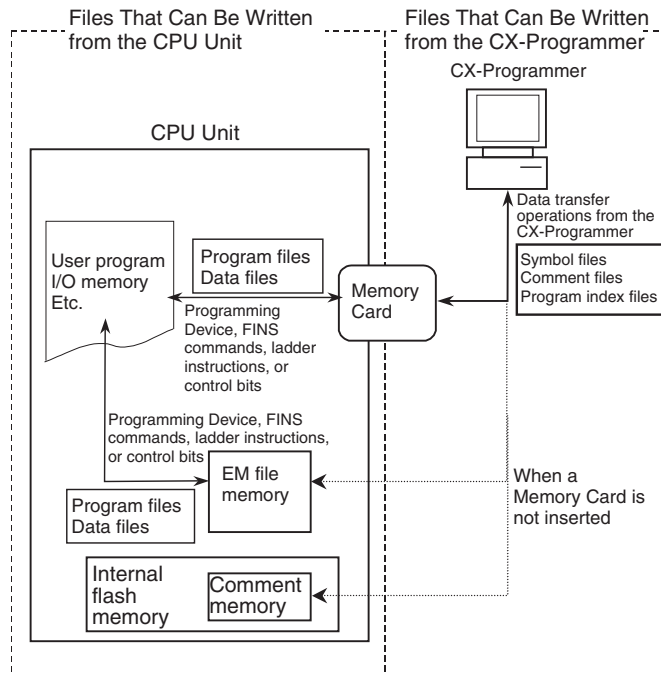 Files That Can Be Written
from the CPU Unit
Files That Can Be Written
from the CX-Programmer
CX-Programmer
CPU Unit
Data transfer
operations from the
CX-Programmer
Symbol files
Comment files
Program index files
User program
I/O memory
Etc.
Program files
Data files
Memory
Card
Programming
Device, FINS
commands, ladder
instructions, or
control bits
Programming Device, FINS
commands, ladder instructions,
or control bits
EM file
memory
Program files
Data files
When a
Memory Card is
not inserted
Internal
flash
memory
Comment
memory